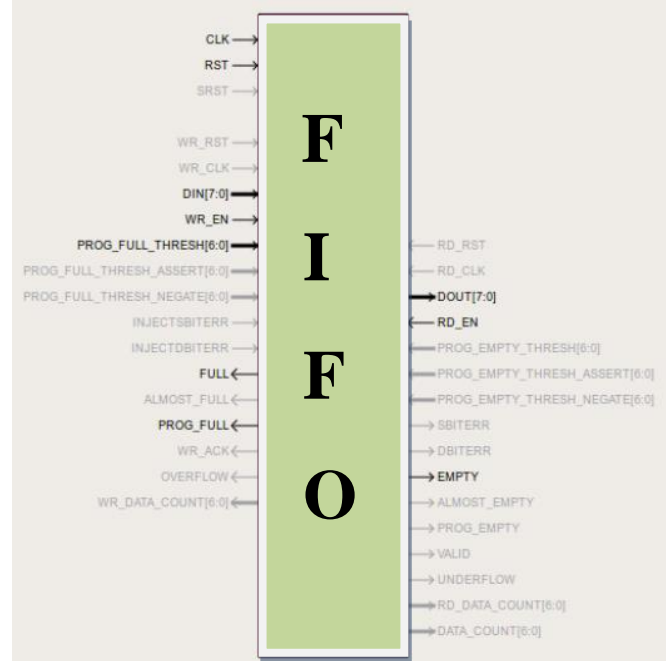 CLK
RST
SRST
WR_RST
WR_CLK
DIN[7:0]
WR_EN
PROG_FULL_THRESH[6:0]
PROG_FULL_THRESH_ASSERT[6:0]
PROG_FULL_THRESH_NEGATE[6:0]
INJECTSBITERR
INJECTDBITERR
FULL
ALMOST_FULL
PROG_FULL
WR_ACK
OVERFLOW
WR_DATA_COUNT[6:0]
F
I
F
O
RD_RST
RD_CLK
DOUT[7:0]
RD_EN
PROG_EMPTY_THRESH[6:0]
PROG_EMPTY_THRESH_ASSERT[6:0]
PROG_EMPTY_THRESH_NEGATE[6:0]
SBITERR
DBITERR
EMPTY
ALMOST_EMPTY
PROG_EMPTY
VALID
UNDERFLOW
RD_DATA_COUNT[6:0]
DATA_COUNT[6:0]